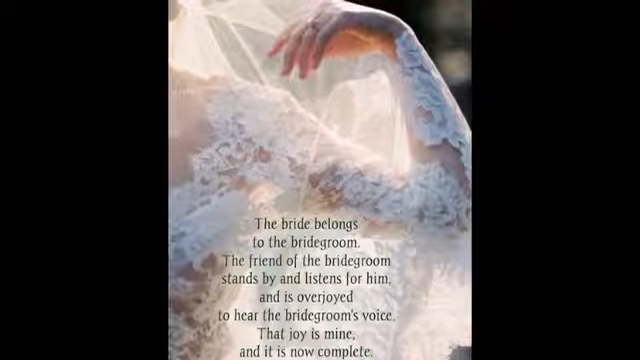 The bride belongs
to the bridegroom.
The friend of the bridegroom
stands by and listens for him,
and is overjoyed
to hear the bridegroom's voice.
That joy is mine,
and it is now complete.